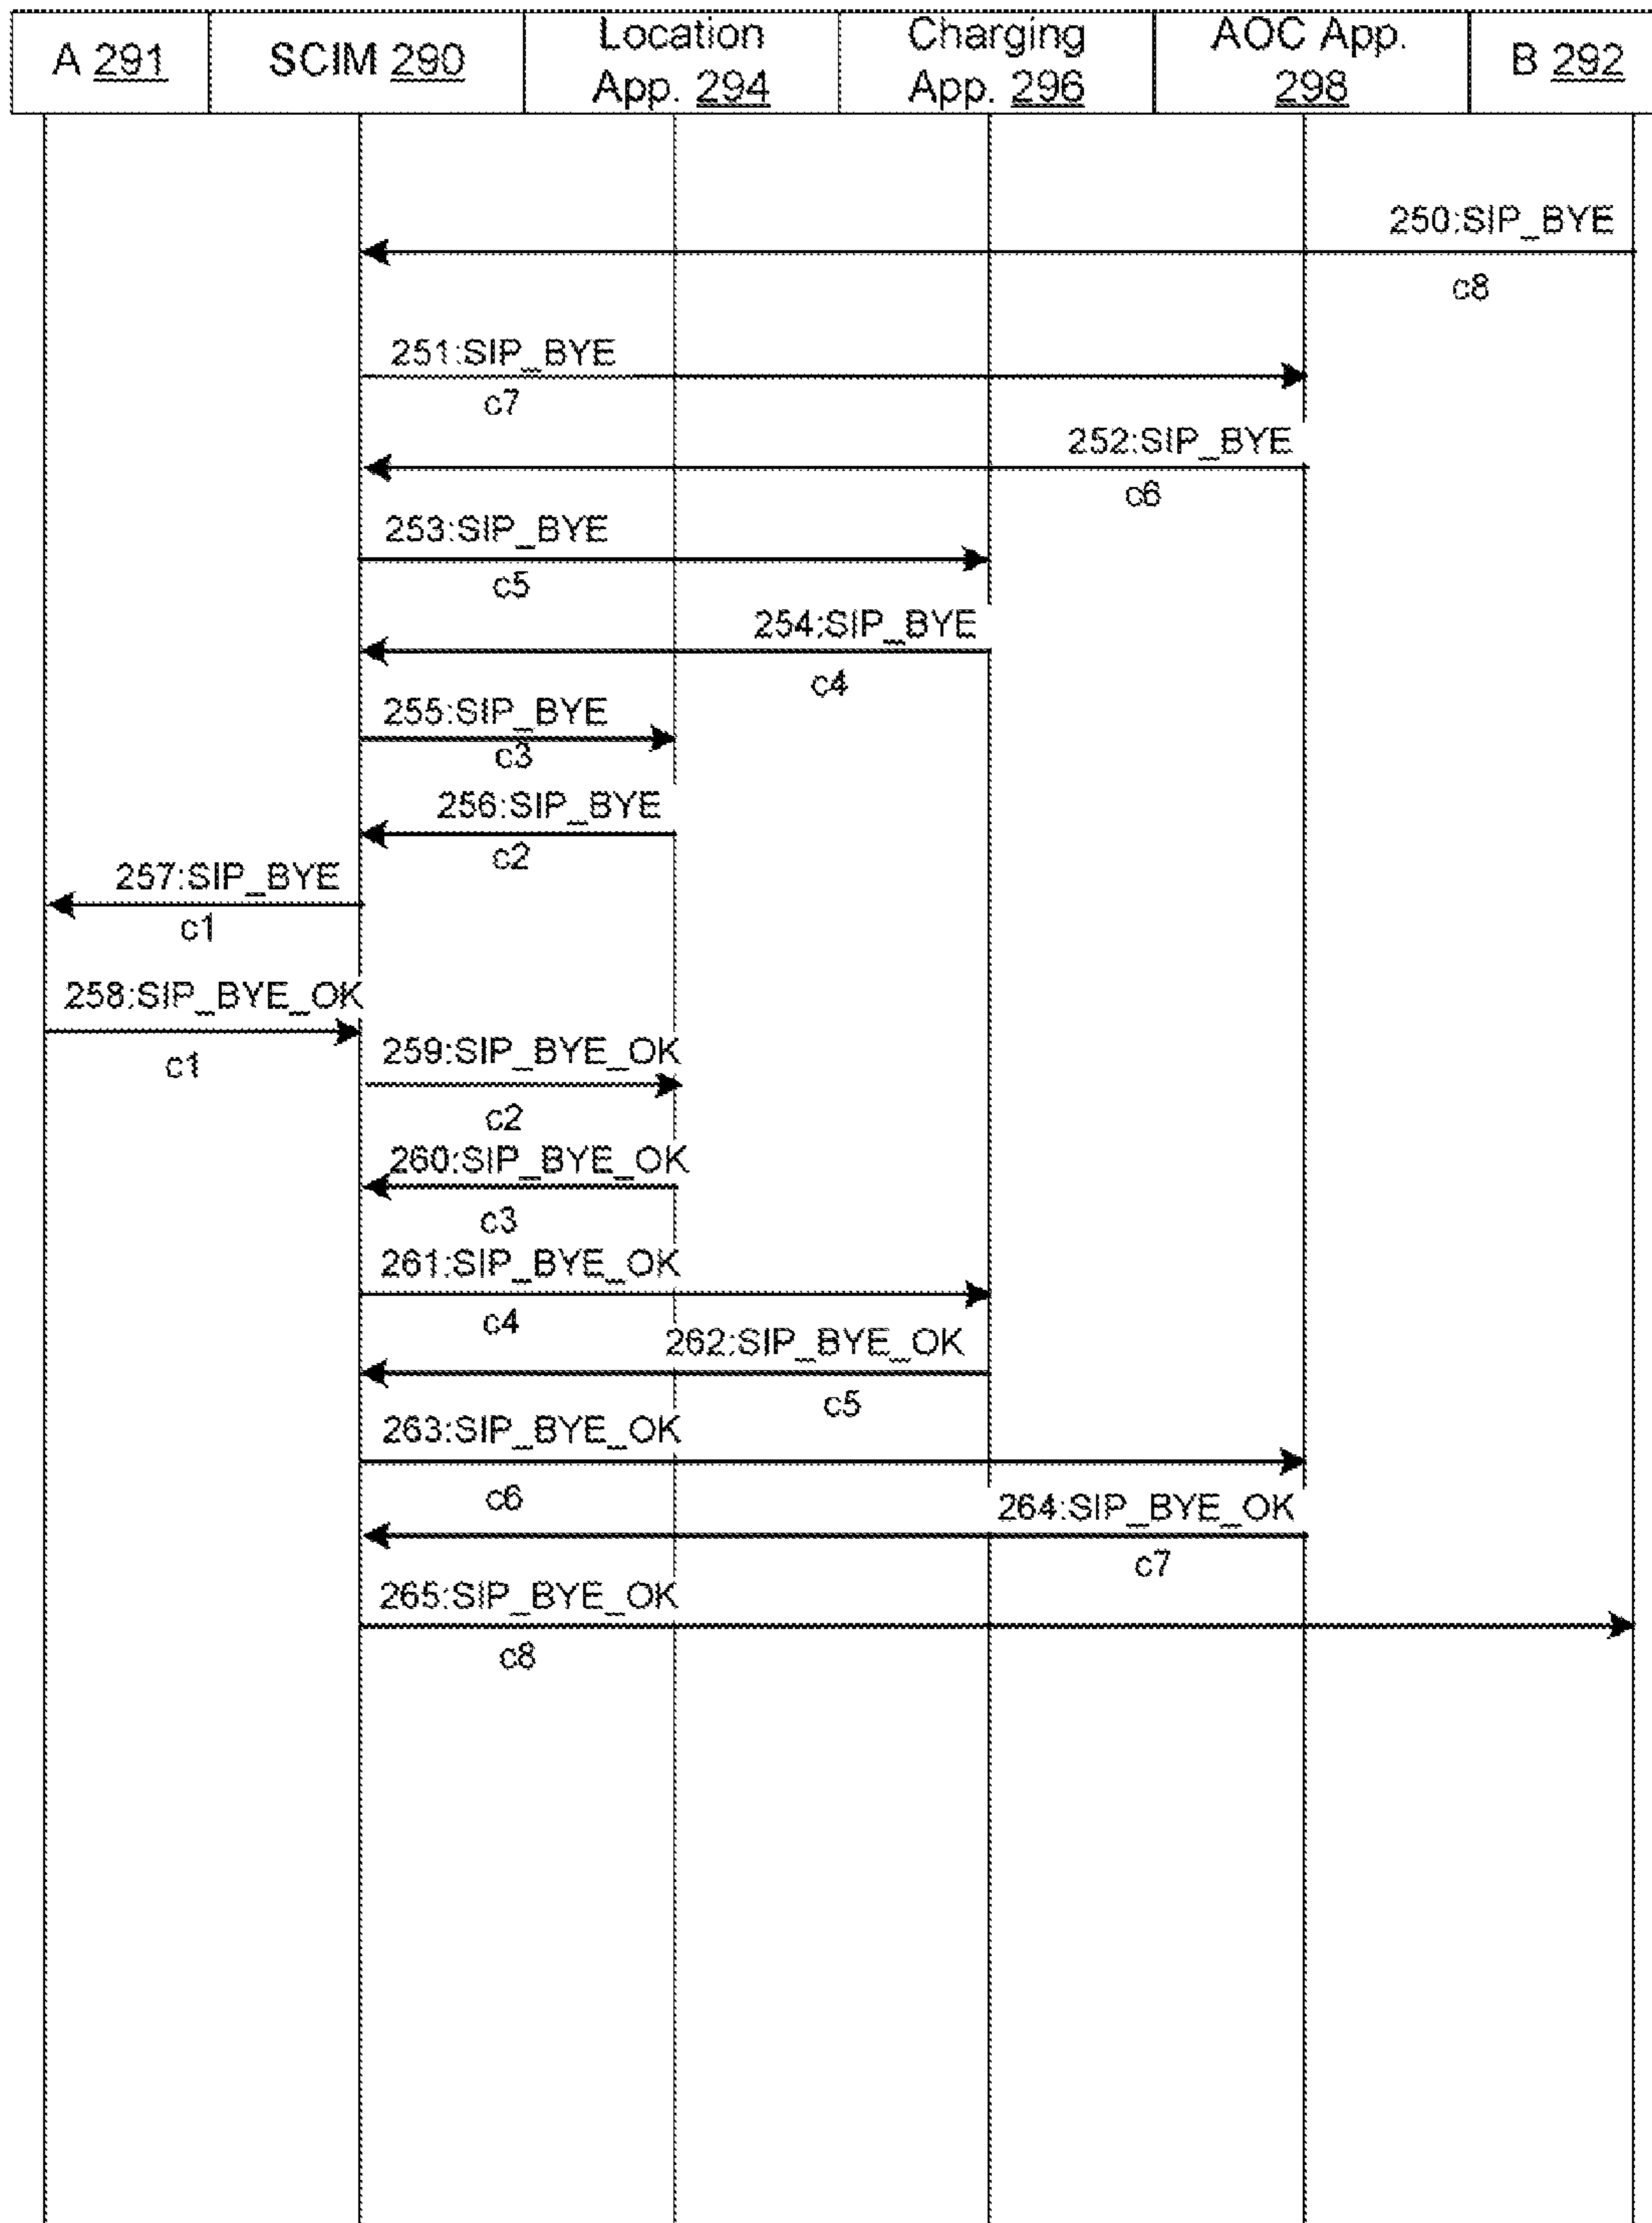 A 291
SCIM 290
Location
App. 294
Charging
App. 296
AOC App.
298
B 292
250:SIP_BYE
c8
251:SIP_BYE
c7
252:SIP_BYE
c6
253:SIP_BYE
c5
254:SIP_BYE
c4
255:SIP_BYE
c3
256:SIP_BYE
c2
257:SIP_BYE
c1
258:SIP_BYE_OK
c1
259:SIP_BYE_OK
c2
260:SIP_BYE_OK
c3
261:SIP_BYE_OK
c4
262:SIP_BYE_OK
c5
263:SIP_BYE_OK
c6
264:SIP_BYE_OK
c7
265:SIP_BYE_OK
c8